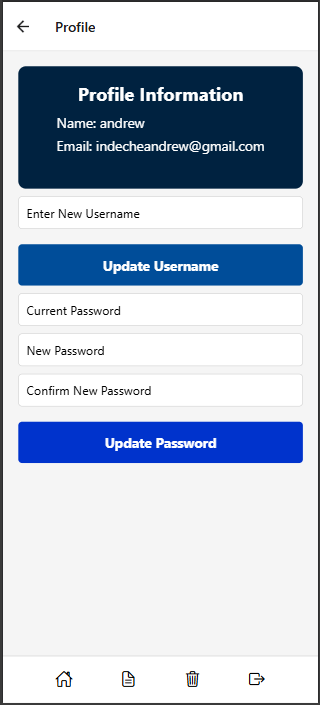 Profile
Profile Information
Name: andrew
Email: indecheandrew@gmail.com
Enter New Username
Update Username
Current Password
New Password
Confirm New Password
Update Password